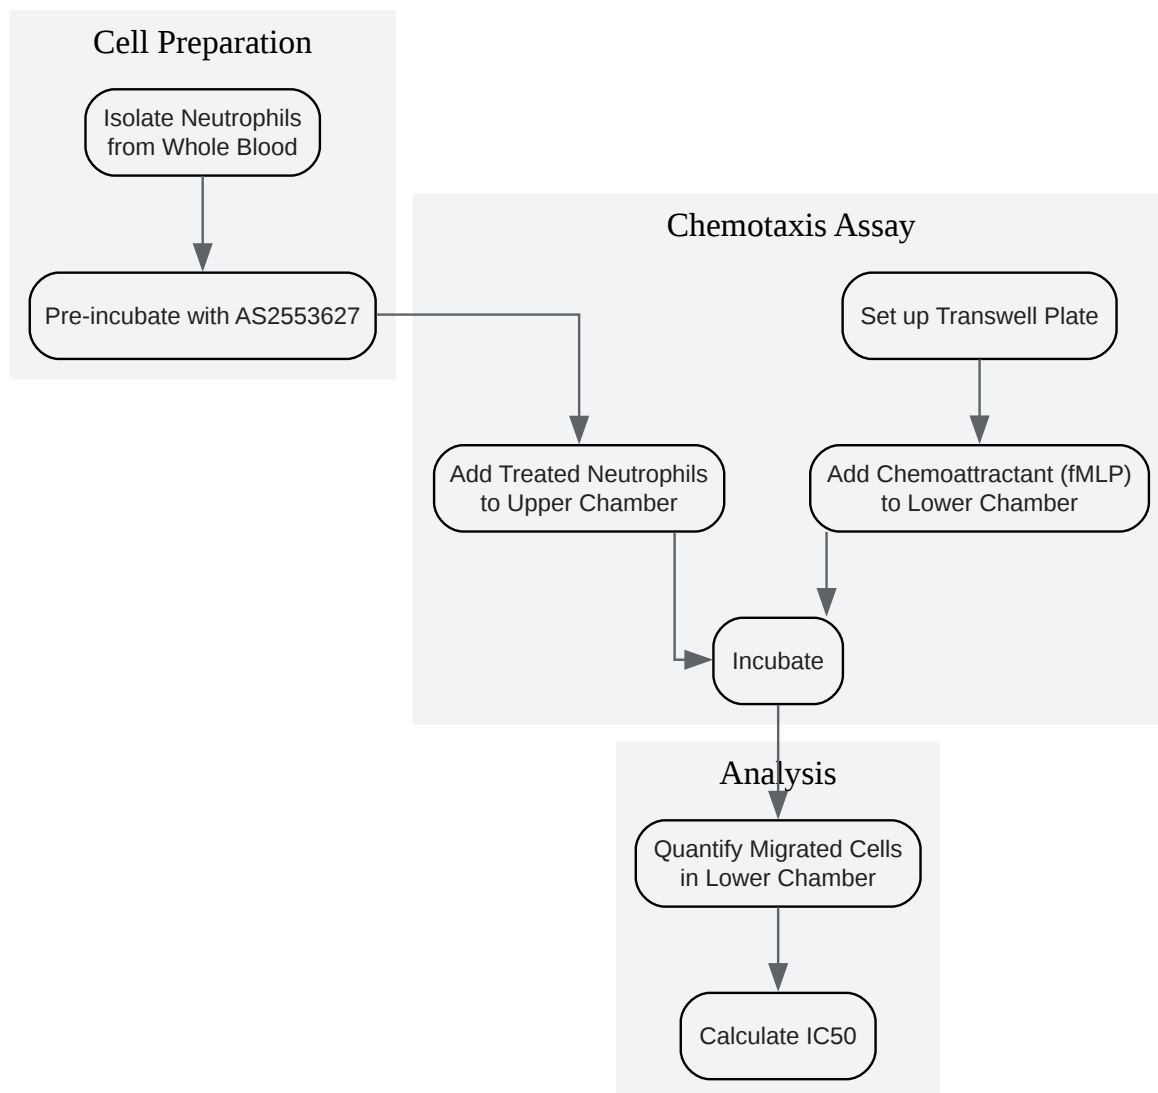 Cell Preparation
Isolate Neutrophils
from Whole Blood
Pre-incubate with AS2553627
Chemotaxis Assay
Set up Transwell Plate
Add Treated Neutrophils
to Upper Chamber
Add Chemoattractant (fMLP)
to Lower Chamber
Incubate
Analysis
Quantify Migrated Cells
in Lower Chamber
Calculate IC50